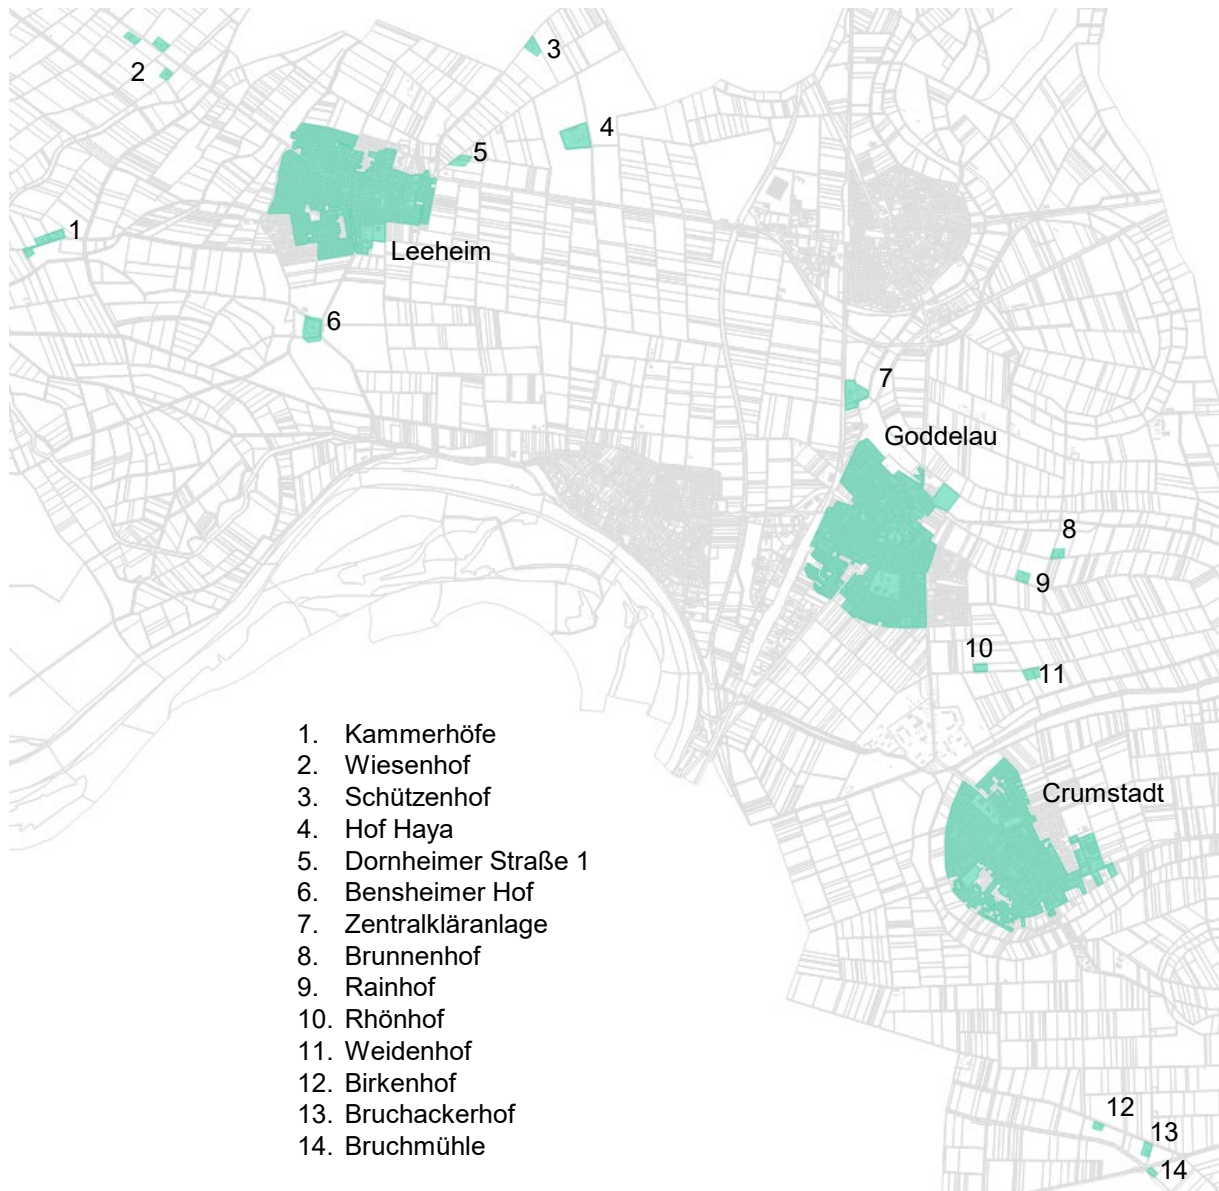 3
2
4
5
1
Leeheim
6
7
Goddelau
8
9
10
11
1. Kammerhöfe
2. Wiesenhof
3. Schützenhof
4. Hof Haya
5. Dornheimer Straße 1
6. Bensheimer Hof
7. Zentralkläranlage
8. Brunnenhof
9. Rainhof
10. Rhönhof
11. Weidenhof
12. Birkenhof
13. Bruchackerhof
14. Bruchmühle
Crumstadt
12
13
14